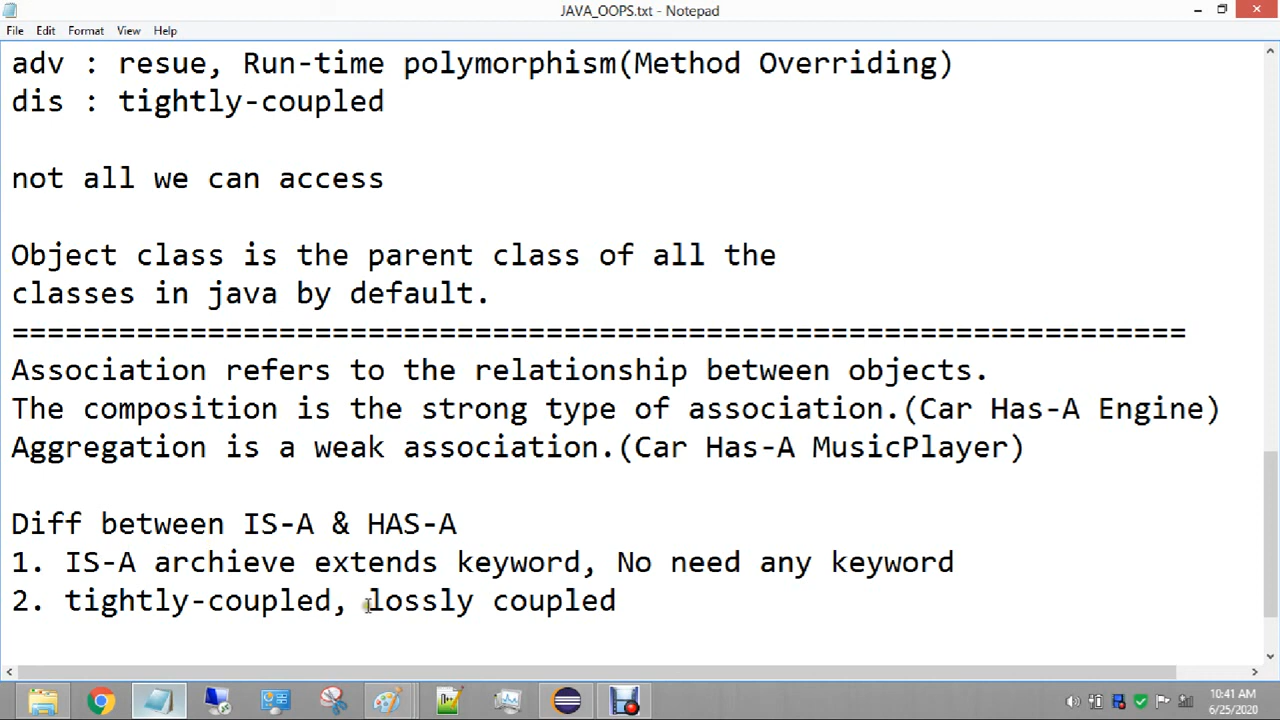 JAVA_OOPS.txt - Notepad
File Edit Format View Help
adv : resue, Run-time polymorphism(Method Overriding)
dis : tightly-coupled
not all we can access
Object class is the parent class of all the
classes in java by default.
==================================================================
Association refers to the relationship between objects.
The composition is the strong type of association.(Car Has-A Engine)
Aggregation is a weak association.(Car Has-A MusicPlayer)
Diff between IS-A & HAS-A
1. IS-A archieve extends keyword, No need any keyword
2. tightly-coupled, lossly coupled
10:41 AM
6/25/2020